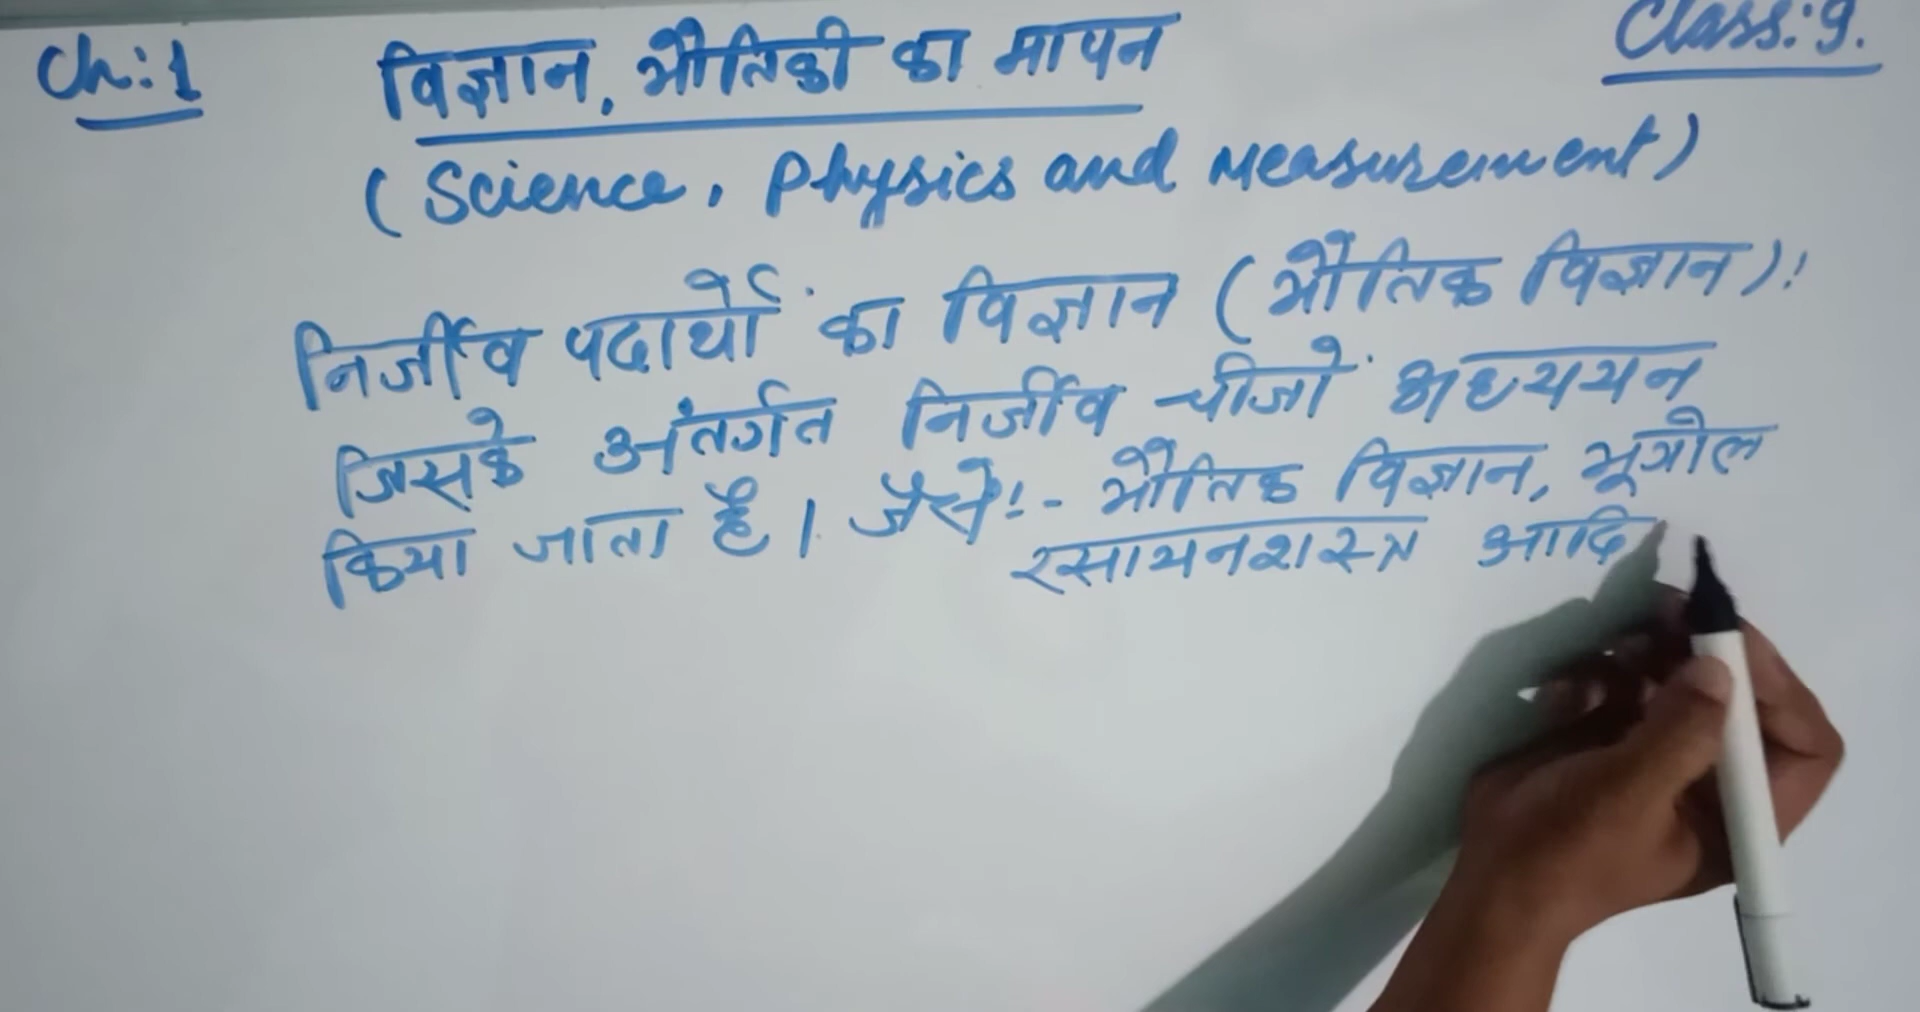 Ch:1 विज्ञान, भौतिकी का मापन Class:9.
(Science, Physics and Measurement)
निर्जीव पदार्थों का विज्ञान (भौतिक विज्ञान):
जिसके अंतर्गत निर्जीव चीजों अध्ययन
किया जाता है। जैसे:- भौतिक विज्ञान, भूगोल
रसायनशास्त्र आदि